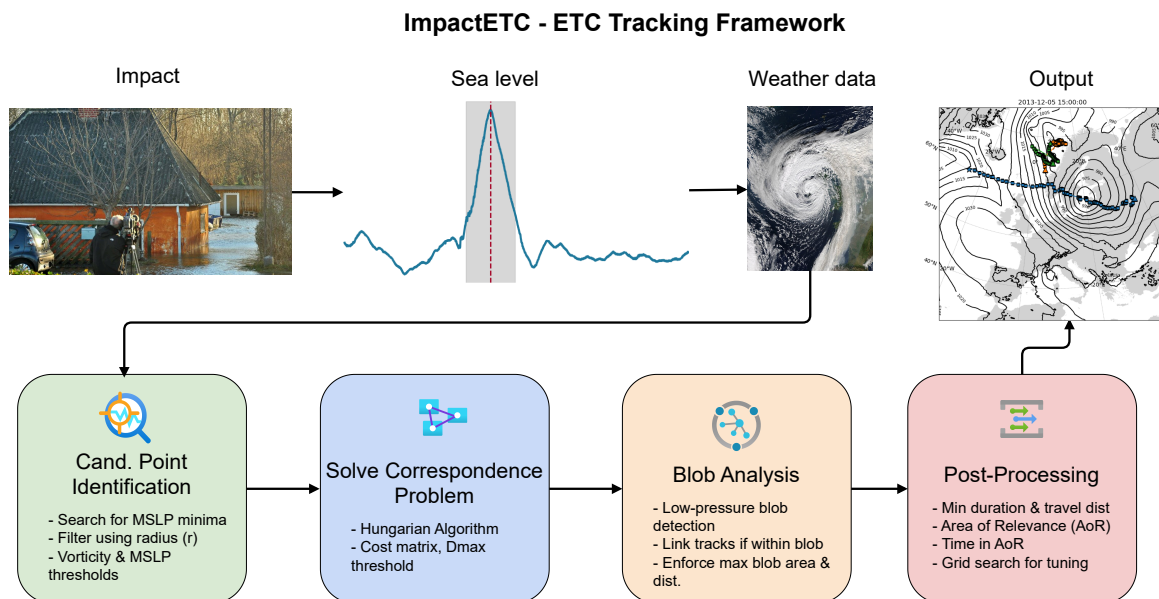 ImpactETC - ETC Tracking Framework
Impact
Sea level
Weather data
Output
2013-12-05 15:00:00
Cand. Point
Identification
- Search for MSLP minima
- Filter using radius (r)
- Vorticity & MSLP
thresholds
Solve Correspondence
Problem
- Hungarian Algorithm
- Cost matrix, Dmax
threshold
Blob Analysis
- Low-pressure blob
detection
- Link tracks if within blob
- Enforce max blob area &
dist.
Post-Processing
- Min duration & travel dist
- Area of Relevance (AoR)
- Time in AoR
- Grid search for tuning